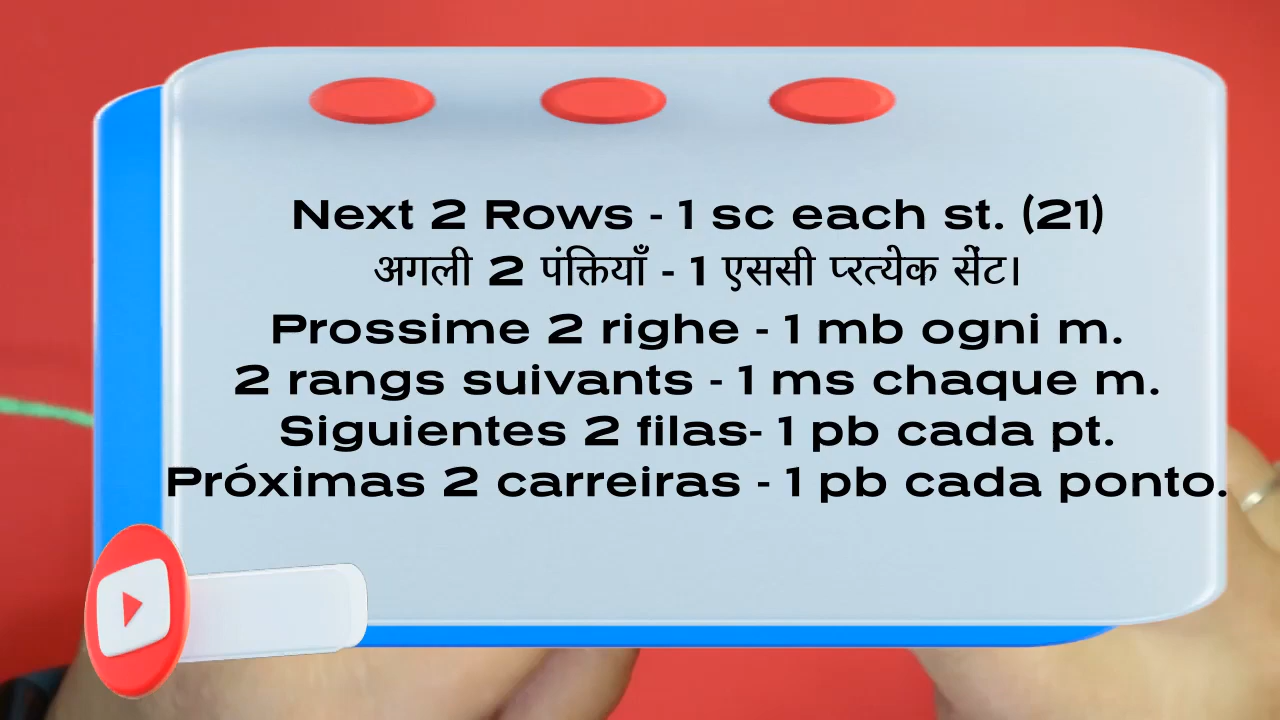 Next 2 Rows - 1 sc each st. (21)
अगली 2 पंक्तियाँ - 1 एससी प्रत्येक सेंट।
Prossime 2 righe - 1 mb ogni m.
2 rangs suivants - 1 ms chaque m.
Siguientes 2 filas- 1 pb cada pt.
Próximas 2 carreiras - 1 pb cada ponto.